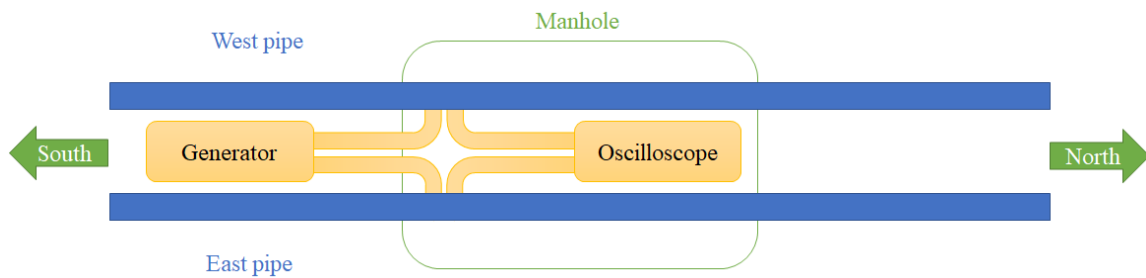 Manhole
West pipe
Generator
Oscilloscope
South
North
East pipe